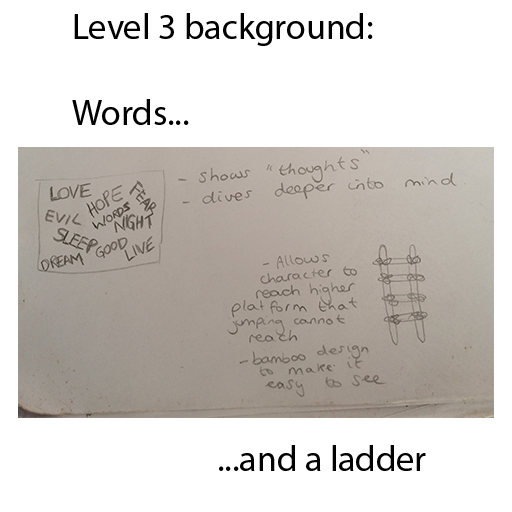 Level 3 background:
Words...
LOVE
HOPE
FEAR
EVIL
WORDS
NIGHT
SLEEP
GOOD
LIVE
DREAM
- shows "thoughts"
- dives deeper into mind.
- Allows
character to
reach higher
platform that
jumping cannot
reach
- bamboo design
to make it
easy to see
...and a ladder